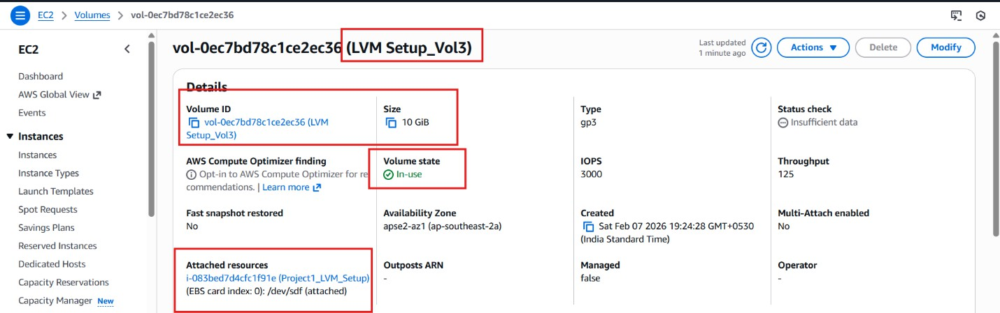 EC2 > Volumes > vol-0ec7bd78c1ce2ec36
EC2
Dashboard
AWS Global View
Events
Instances
Instances
Instance Types
Launch Templates
Spot Requests
Savings Plans
Reserved Instances
Dedicated Hosts
Capacity Reservations
Capacity Manager New
vol-0ec7bd78c1ce2ec36 (LVM Setup_Vol3)
Last updated
1 minute ago
Actions
Delete
Modify
Details
Volume ID
vol-0ec7bd78c1ce2ec36 (LVM
Setup_Vol3)
Size
10 GiB
Type
gp3
Status check
Insufficient data
AWS Compute Optimizer finding
Opt-in to AWS Compute Optimizer for re
commendations. | Learn more
Volume state
In-use
IOPS
3000
Throughput
125
Fast snapshot restored
No
Availability Zone
apse2-az1 (ap-southeast-2a)
Created
Sat Feb 07 2026 19:24:28 GMT+0530
(India Standard Time)
Multi-Attach enabled
No
Attached resources
i-083bed7d4cfc1f91e (Project1_LVM_Setup)
(EBS card index: 0): /dev/sdf (attached)
Outposts ARN
-
Managed
false
Operator
-